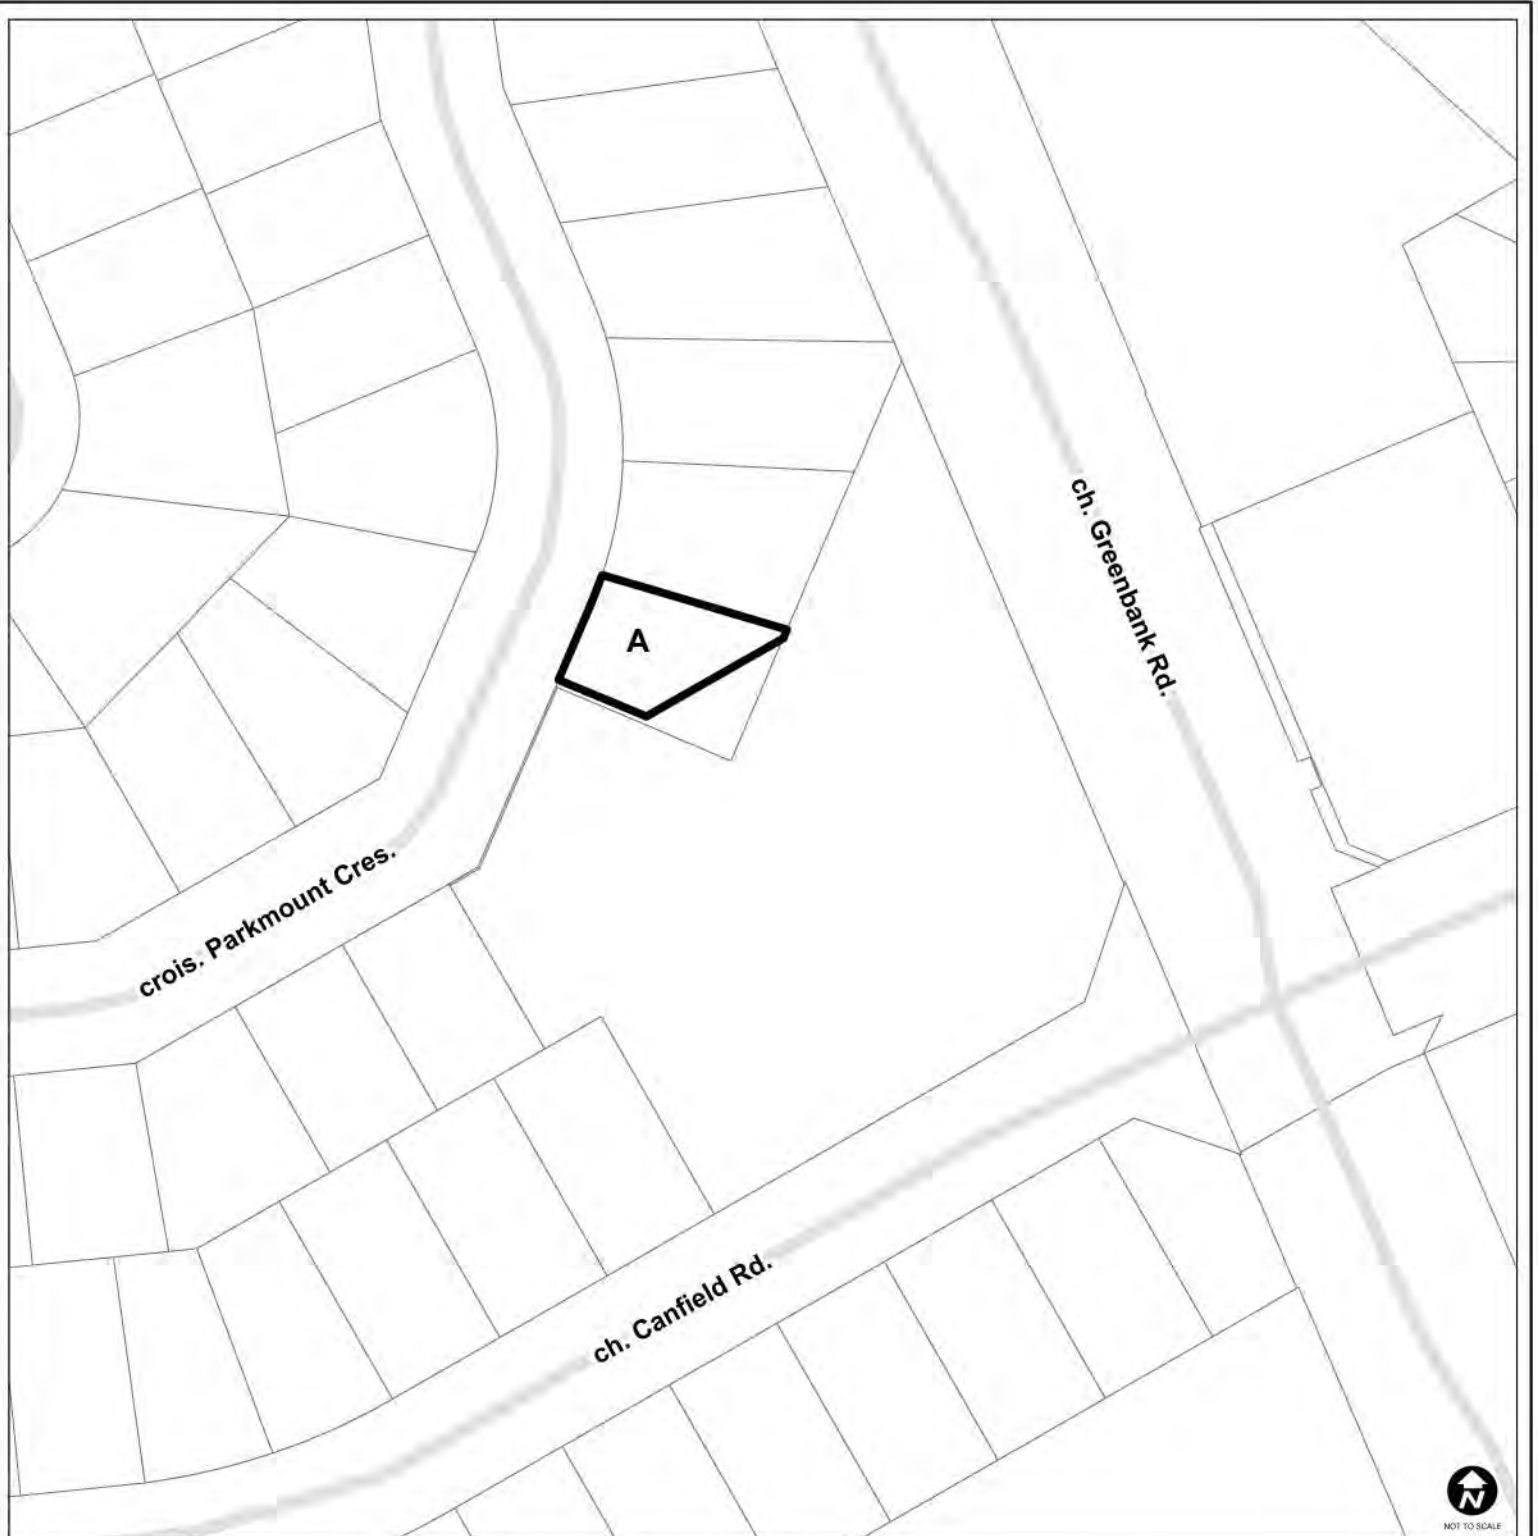 ch. Greenbank Rd.
A
crois. Parkmount Cres.
ch. Canfield Rd.
N
NOT TO SCALE